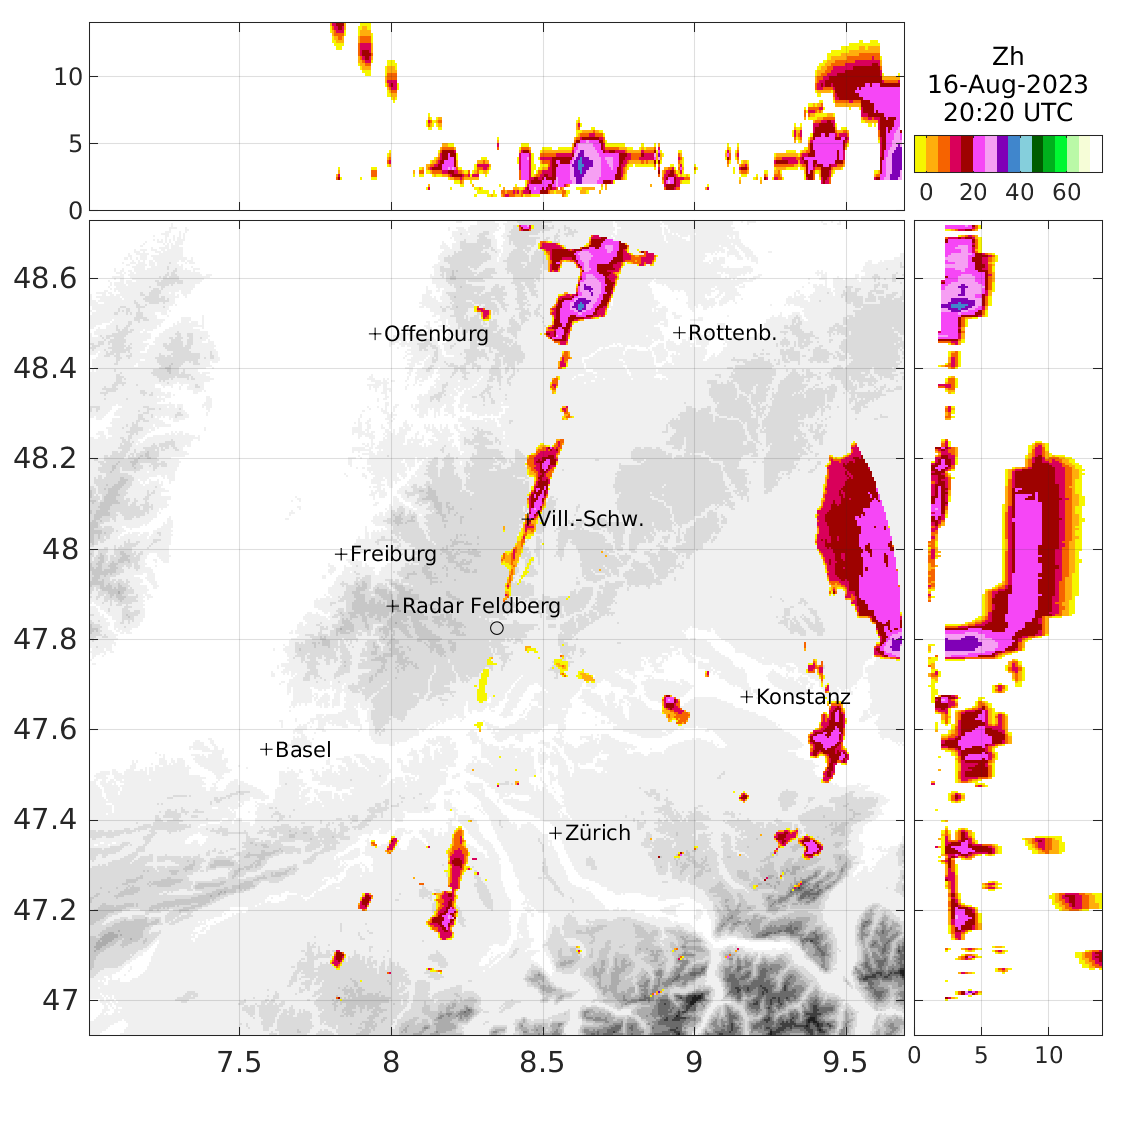 Zh
16-Aug-2023
20:20 UTC
10
5
0
0 20 40 60
48.6
48.4
48.2
48
47.8
47.6
47.4
47.2
47
Offenburg
Rottenb.
Vill.-Schw.
Freiburg
Radar Feldberg
Konstanz
Basel
Zürich
7.5 8 8.5 9 9.5
0 5 10